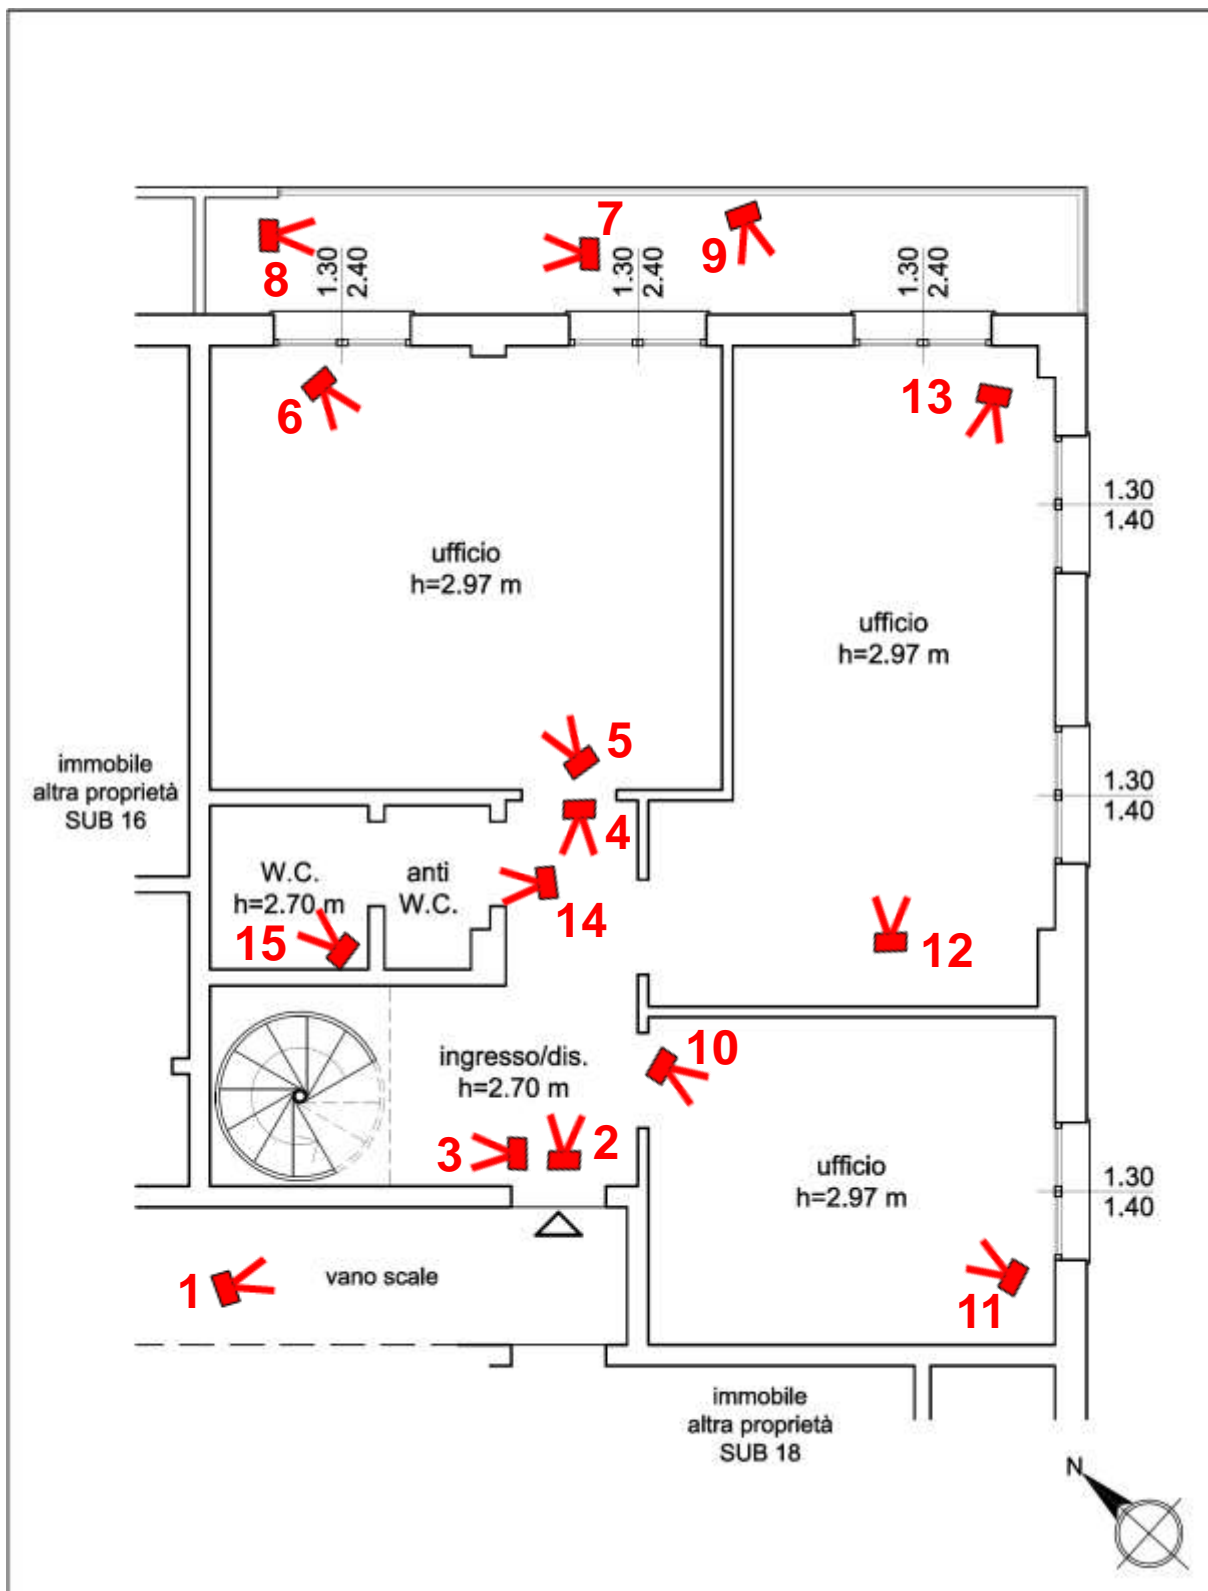 7
9
8
1.30
2.40
1.30
2.40
1.30
2.40
6
13
1.30
1.40
ufficio
h=2.97 m
ufficio
h=2.97 m
5
immobile
altra proprietà
SUB 16
1.30
1.40
4
W.C.
h=2.70 m
anti
W.C.
14
15
12
ingresso/dis.
h=2.70 m
10
3
2
ufficio
h=2.97 m
1.30
1.40
1
vano scale
11
immobile
altra proprietà
SUB 18
N